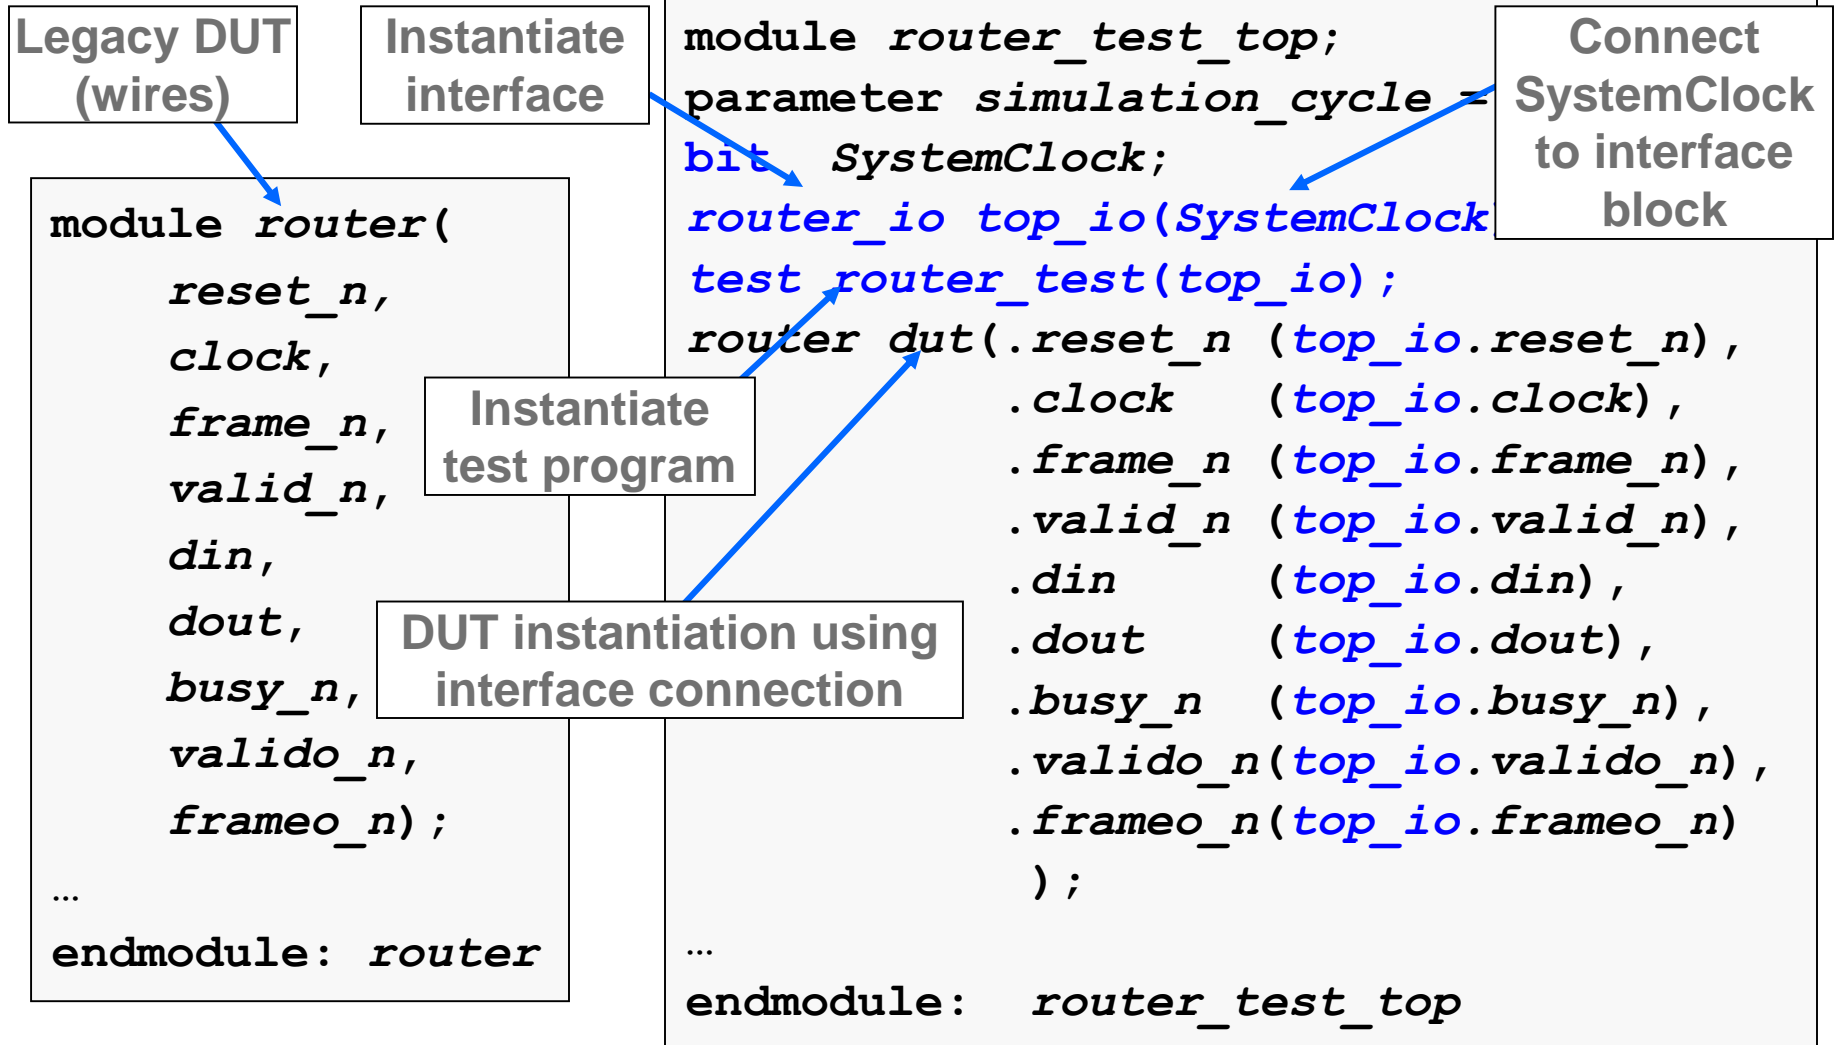 Legacy DUT
(wires)
Instantiate
interface
Connect
SystemClock
to interface
block
module router(
reset_n,
clock,
frame_n,
valid_n,
din,
dout,
busy_n,
valido_n,
frameo_n);
…
endmodule: router
Instantiate
test program
DUT instantiation using
interface connection
module router_test_top;
parameter simulation_cycle =
bit SystemClock;
router_io top_io(SystemClock
test router_test(top_io);
router dut(.reset_n (top_io.reset_n),
.clock (top_io.clock),
.frame_n (top_io.frame_n),
.valid_n (top_io.valid_n),
.din (top_io.din),
.dout (top_io.dout),
.busy_n (top_io.busy_n),
.valido_n(top_io.valido_n),
.frameo_n(top_io.frameo_n)
);
…
endmodule: router_test_top